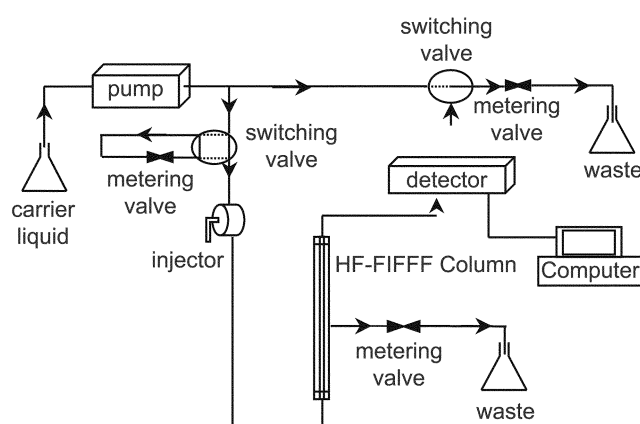 switching
valve
pump
metering
valve
waste
switching
valve
metering
valve
carrier
liquid
injector
detector
HF-FlFFF Column
Computer
metering
valve
waste